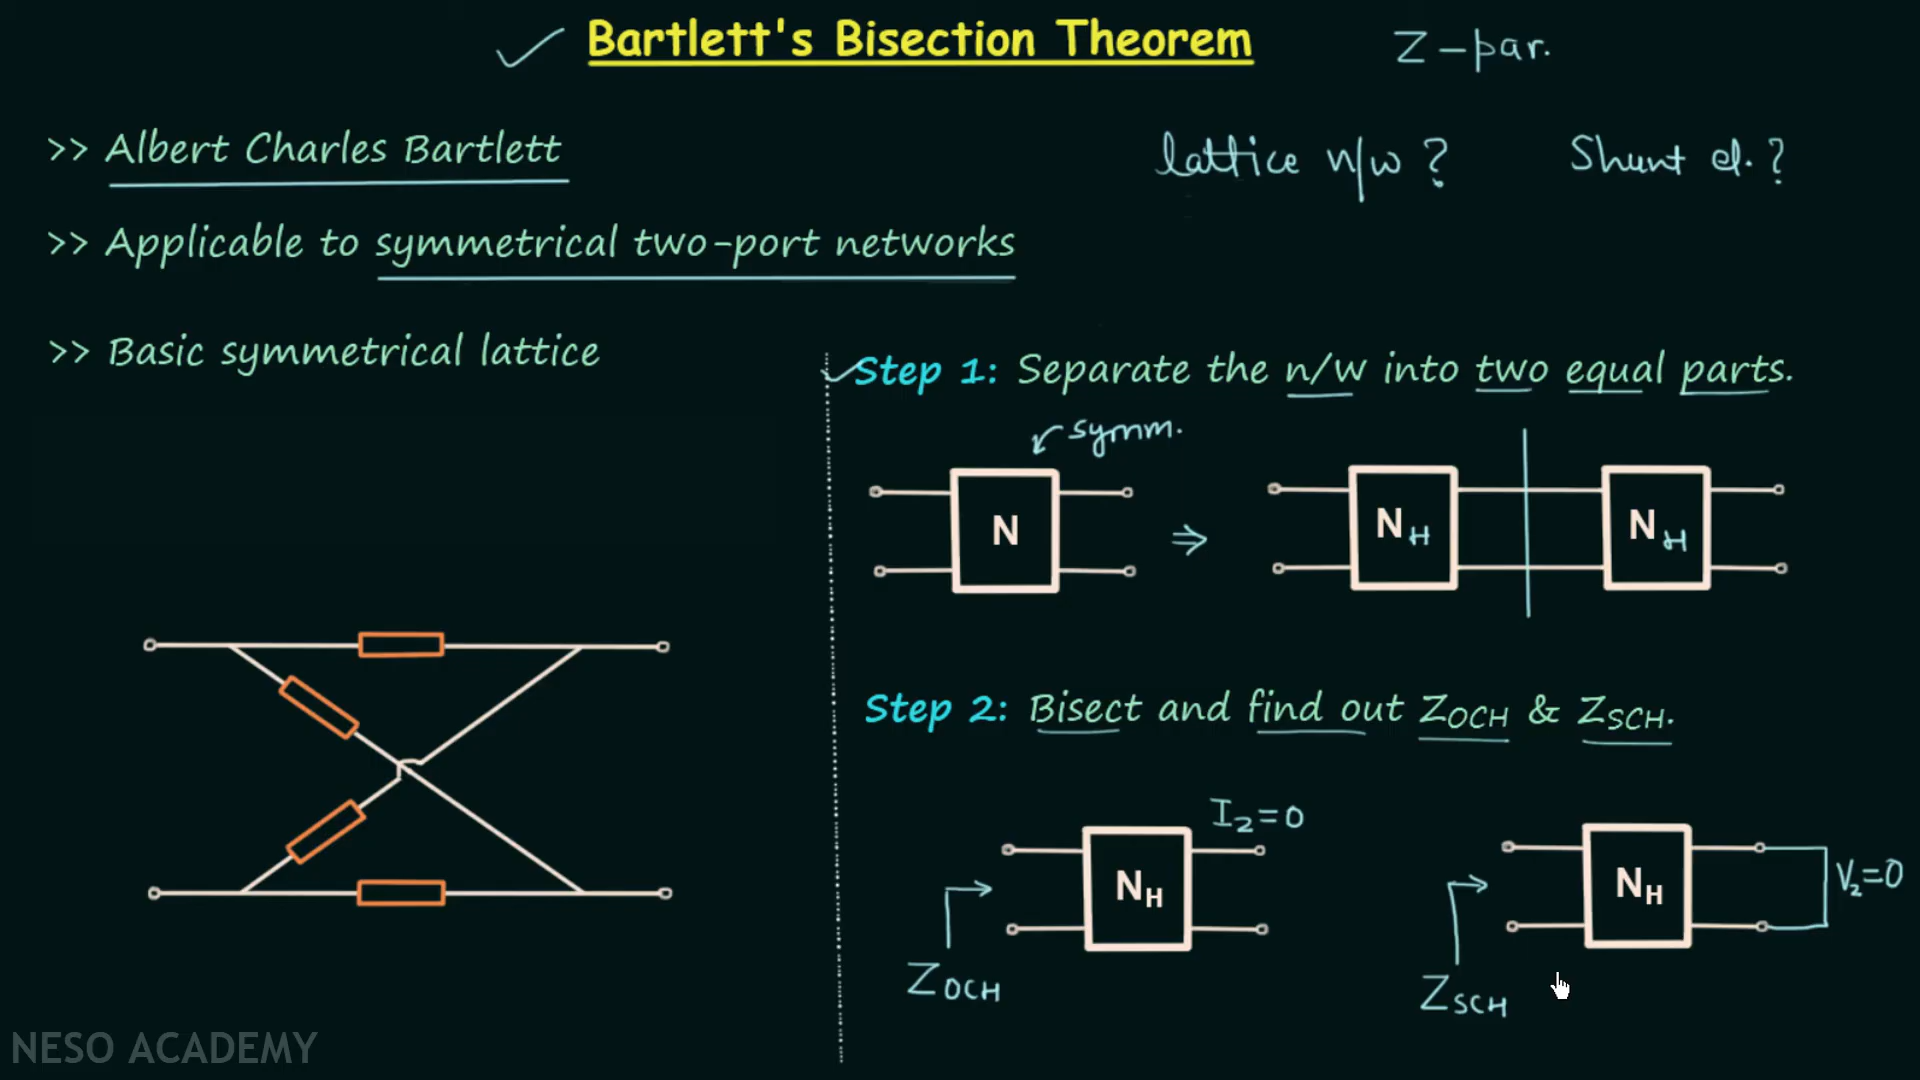 Bartlett's Bisection Theorem
Z-par.
>> Albert Charles Bartlett
lattice n/w ?
Shunt el. ?
>> Applicable to symmetrical two-port networks
>> Basic symmetrical lattice
Step 1: Separate the n/w into two equal parts.
symm.
N
⇒
NH
NH
Step 2: Bisect and find out ZOCH & ZSCH.
I2=0
NH
NH
V2=0
ZOCH
ZSCH
NESO ACADEMY